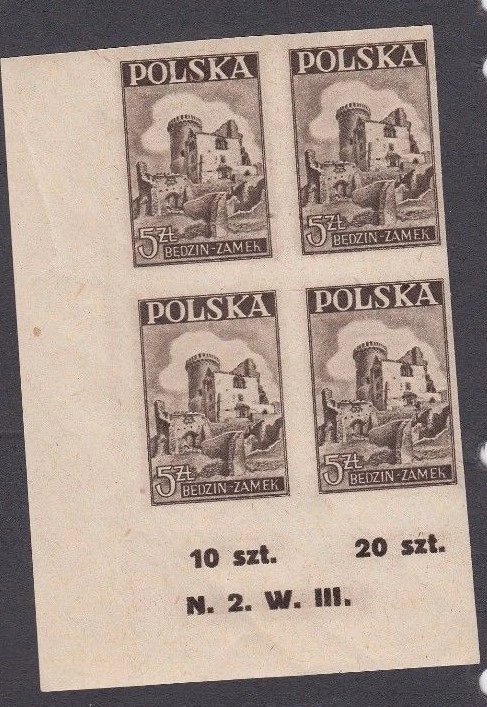 POLSKA
5 ZŁ
BEDZIN-ZAMEK
POLSKA
5 ZŁ
BEDZIN-ZAMEK
POLSKA
5 ZŁ
BEDZIN-ZAMEK
POLSKA
5 ZŁ
BEDZIN-ZAMEK
10 szt. 20 szt.
N. 2. W. III.